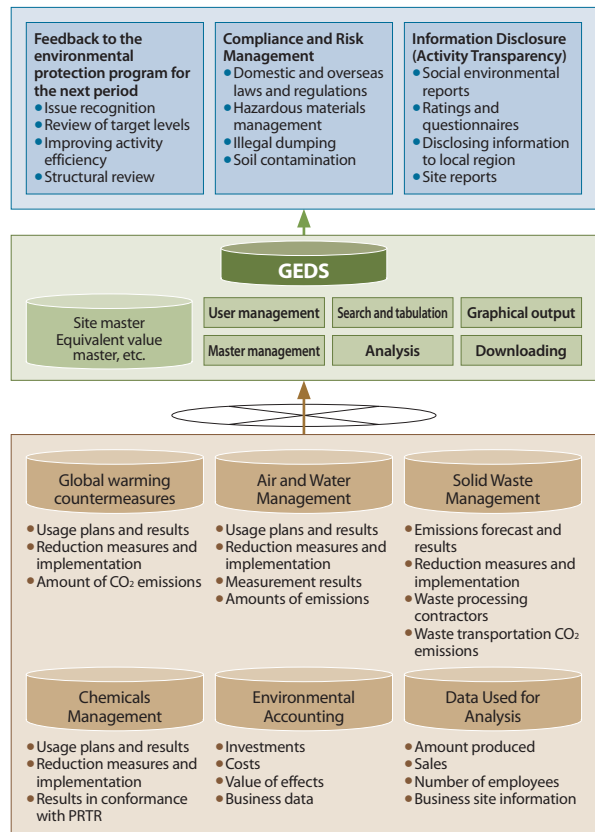 Feedback to the
environmental
protection program for
the next period
• Issue recognition
• Review of target levels
• Improving activity
efficiency
• Structural review
Compliance and Risk
Management
• Domestic and overseas
laws and regulations
• Hazardous materials
management
• Illegal dumping
• Soil contamination
Information Disclosure
(Activity Transparency)
• Social environmental
reports
• Ratings and
questionnaires
• Disclosing information
to local region
• Site reports
GEDS
Site master
Equivalent value
master, etc.
User management
Search and tabulation
Graphical output
Master management
Analysis
Downloading
Global warming
countermeasures
• Usage plans and results
• Reduction measures and
implementation
• Amount of CO₂ emissions
Air and Water
Management
• Usage plans and results
• Reduction measures and
implementation
• Measurement results
• Amounts of emissions
Solid Waste
Management
• Emissions forecast and
results
• Reduction measures and
implementation
• Waste processing
contractors
• Waste transportation CO₂
emissions
Chemicals
Management
• Usage plans and results
• Reduction measures and
implementation
• Results in conformance
with PRTR
Environmental
Accounting
• Investments
• Costs
• Value of effects
• Business data
Data Used for
Analysis
• Amount produced
• Sales
• Number of employees
• Business site information